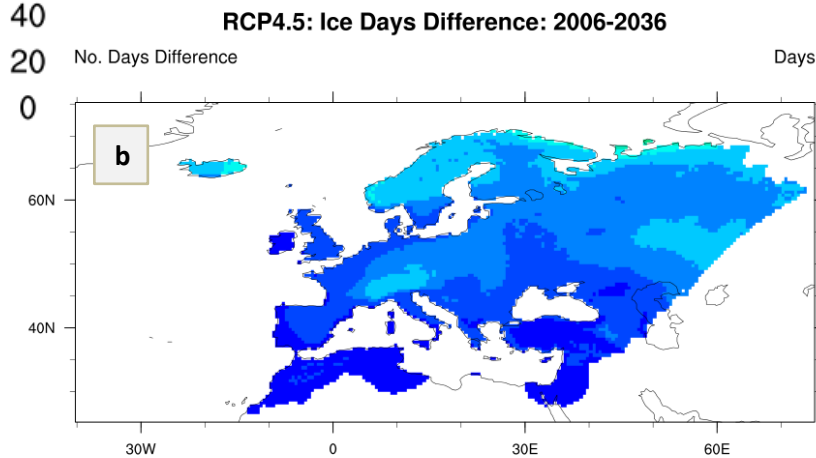 40
RCP4.5: Ice Days Difference: 2006-2036
20
No. Days Difference
Days
0
b
60N
40N
30W
0
30E
60E